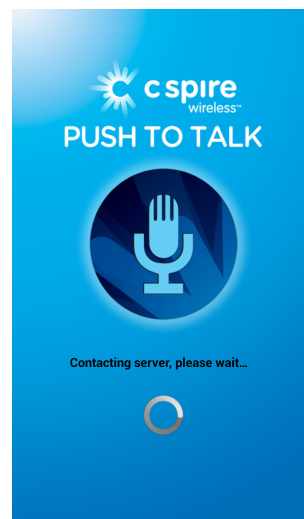 c spire
wireless™
PUSH TO TALK
Contacting server, please wait...